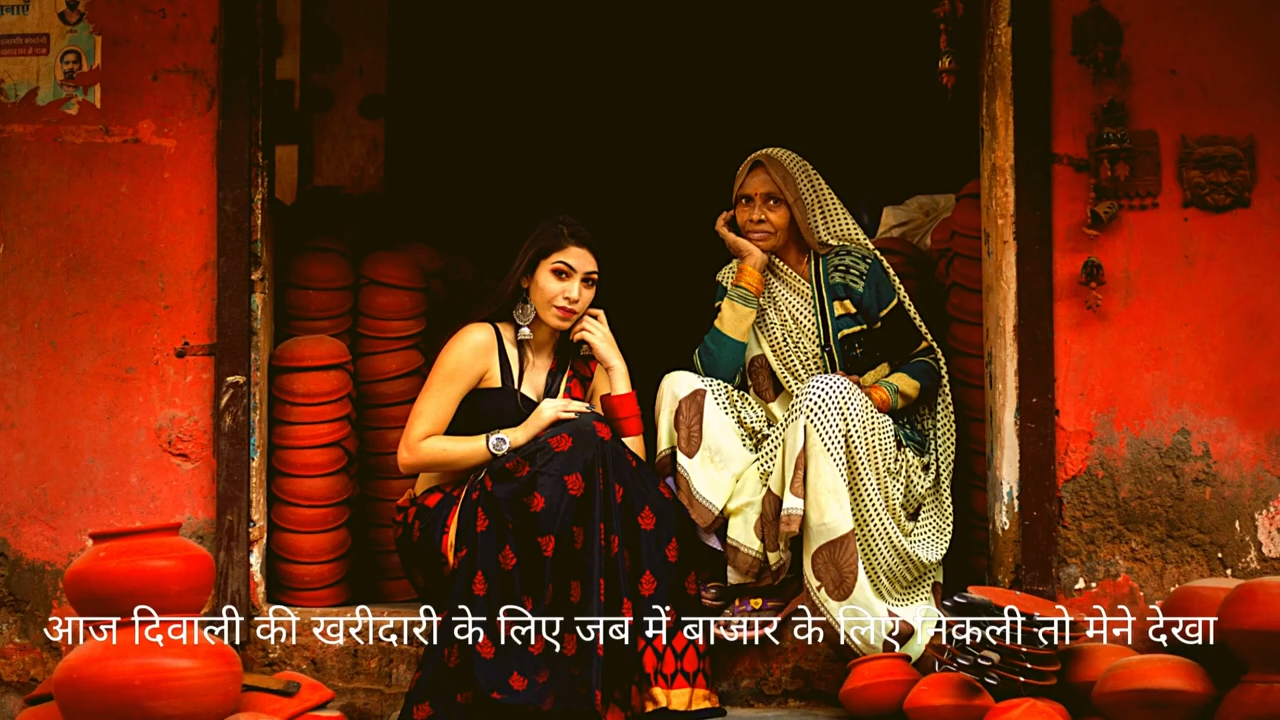 आज दिवाली की खरीदारी के लिए जब में बाजार के लिए निकली तो मेने देखा